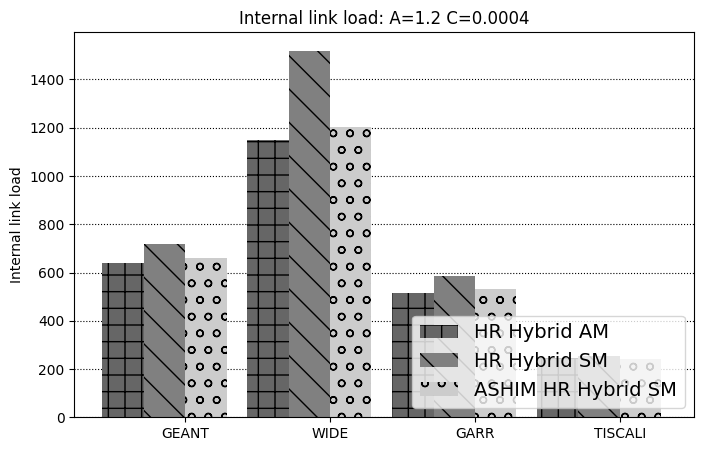 Internal link load: A=1.2 C=0.0004
Internal link load
1400
1200
1000
800
600
400
200
0
HR Hybrid AM
HR Hybrid SM
ASHIM HR Hybrid SM
GEANT
WIDE
GARR
TISCALI